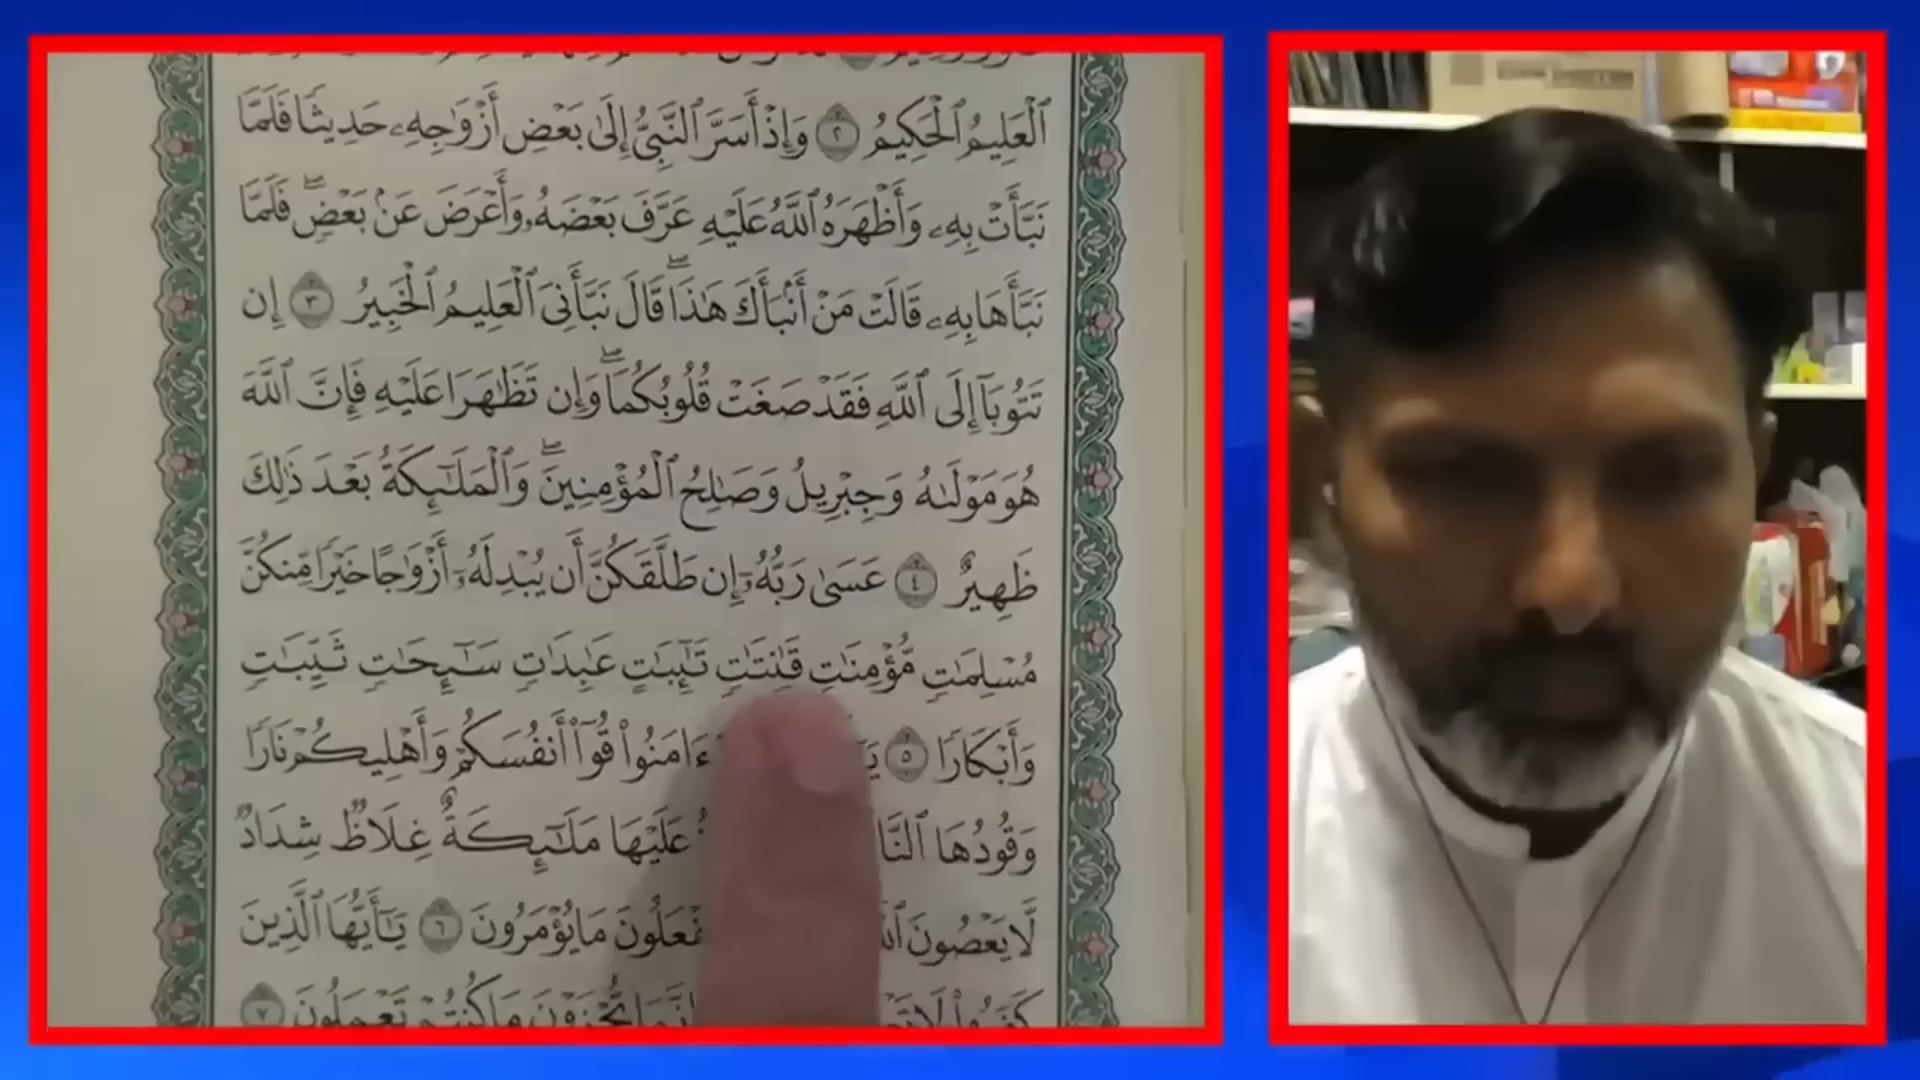 ٱلْعَلِيمُ ٱلْحَكِيمُ ٢ وَإِذْ أَسَرَّ ٱلنَّبِىُّ إِلَىٰ بَعْضِ أَزْوَٰجِهِۦ حَدِيثًا فَلَمَّا
نَبَّأَتْ بِهِۦ وَأَظْهَرَهُ ٱللَّهُ عَلَيْهِ عَرَّفَ بَعْضَهُۥ وَأَعْرَضَ عَنۢ بَعْضٍۖ فَلَمَّا
نَبَّأَهَا بِهِۦ قَالَتْ مَنْ أَنۢبَأَكَ هَٰذَاۖ قَالَ نَبَّأَنِىَ ٱلْعَلِيمُ ٱلْخَبِيرُ ٣ إِن
تَتُوبَآ إِلَى ٱللَّهِ فَقَدْ صَغَتْ قُلُوبُكُمَاۖ وَإِن تَظَٰهَرَا عَلَيْهِ فَإِنَّ ٱللَّهَ
هُوَ مَوْلَىٰهُ وَجِبْرِيلُ وَصَٰلِحُ ٱلْمُؤْمِنِينَۖ وَٱلْمَلَٰٓئِكَةُ بَعْدَ ذَٰلِكَ
ظَهِيرٌ ٤ عَسَىٰ رَبُّهُۥٓ إِن طَلَّقَكُنَّ أَن يُبْدِلَهُۥٓ أَزْوَٰجًا خَيْرًا مِّنكُنَّ
مُسْلِمَٰتٍ مُّؤْمِنَٰتٍ قَٰنِتَٰتٍ تَٰٓئِبَٰتٍ عَٰبِدَٰتٍ سَٰٓئِحَٰتٍ ثَيِّبَٰتٍ
وَأَبْكَارًا ٥ ءَامَنُوا۟ قُوٓا۟ أَنفُسَكُمْ وَأَهْلِيكُمْ نَارًا
وَقُودُهَا عَلَيْهَا مَلَٰٓئِكَةٌ غِلَاظٌ شِدَادٌ
لَّا يَعْصُونَ مَا يُؤْمَرُونَ ٦ يَٰٓأَيُّهَا ٱلَّذِينَ
تُجْزَوْنَ مَا كُنتُمْ تَعْمَلُونَ ٧